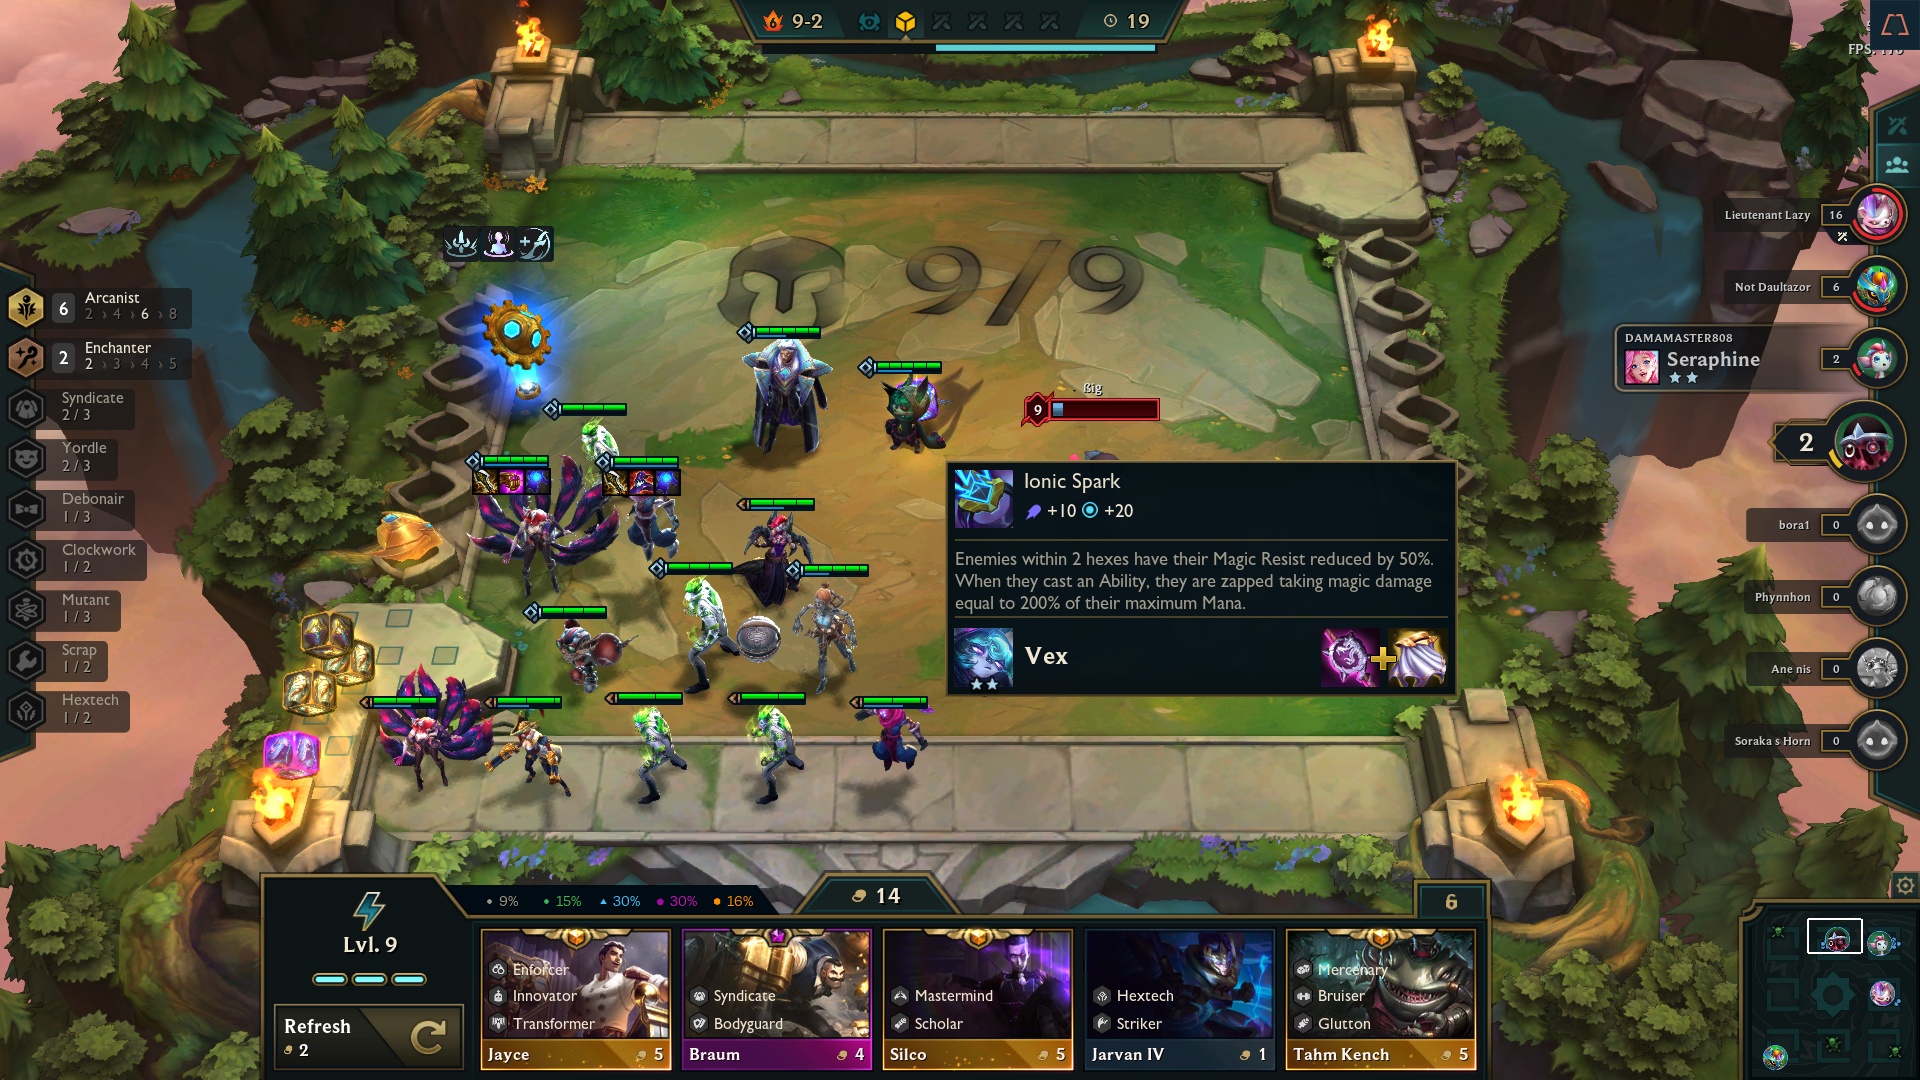 9-2
19
FPS:
9/9
6
Arcanist
2 › 4 › 6 › 8
2
Enchanter
2 › 3 › 4 › 5
Syndicate
2 / 3
Yordle
2 / 3
Debonair
1 / 3
Clockwork
1 / 2
Mutant
1 / 3
Scrap
1 / 2
Hextech
1 / 2
Big
9
Ionic Spark
+10 +20
Enemies within 2 hexes have their Magic Resist reduced by 50%.
When they cast an Ability, they are zapped taking magic damage
equal to 200% of their maximum Mana.
Vex
Lieutenant Lazy 16
Not Daultazor 6
DAMAMASTER808
Seraphine
2
2
bora1 0
Phynnhon 0
Ane nis 0
Soraka s Horn 0
9% 15% 30% 30% 16%
14
6
Lvl. 9
Refresh
2
Enforcer
Innovator
Transformer
Jayce 5
Syndicate
Bodyguard
Braum 4
Mastermind
Scholar
Silco 5
Hextech
Striker
Jarvan IV 1
Mercenary
Bruiser
Glutton
Tahm Kench 5